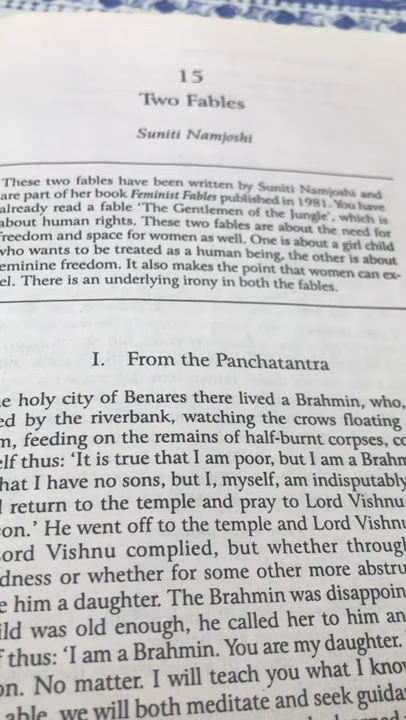 15
Two Fables
Suniti Namjoshi
These two fables have been written by Suniti Namjoshi and
are part of her book Feminist Fables published in 1981. You have
already read a fable ‘The Gentlemen of the Jungle’, which is
about human rights. These two fables are about the need for
freedom and space for women as well. One is about a girl child
who wants to be treated as a human being, the other is about
feminine freedom. It also makes the point that women can ex-
el. There is an underlying irony in both the fables.
I. From the Panchatantra
e holy city of Benares there lived a Brahmin, who,
ed by the riverbank, watching the crows floating
m, feeding on the remains of half-burnt corpses, co
elf thus: ‘It is true that I am poor, but I am a Brahm
hat I have no sons, but I, myself, am indisputably
I return to the temple and pray to Lord Vishnu
on.’ He went off to the temple and Lord Vishnu
ord Vishnu complied, but whether through
dness or whether for some other more abstru
e him a daughter. The Brahmin was disappoin
ild was old enough, he called her to him an
f thus: ‘I am a Brahmin. You are my daughter.
on. No matter. I will teach you what I know
able, we will both meditate and seek guida